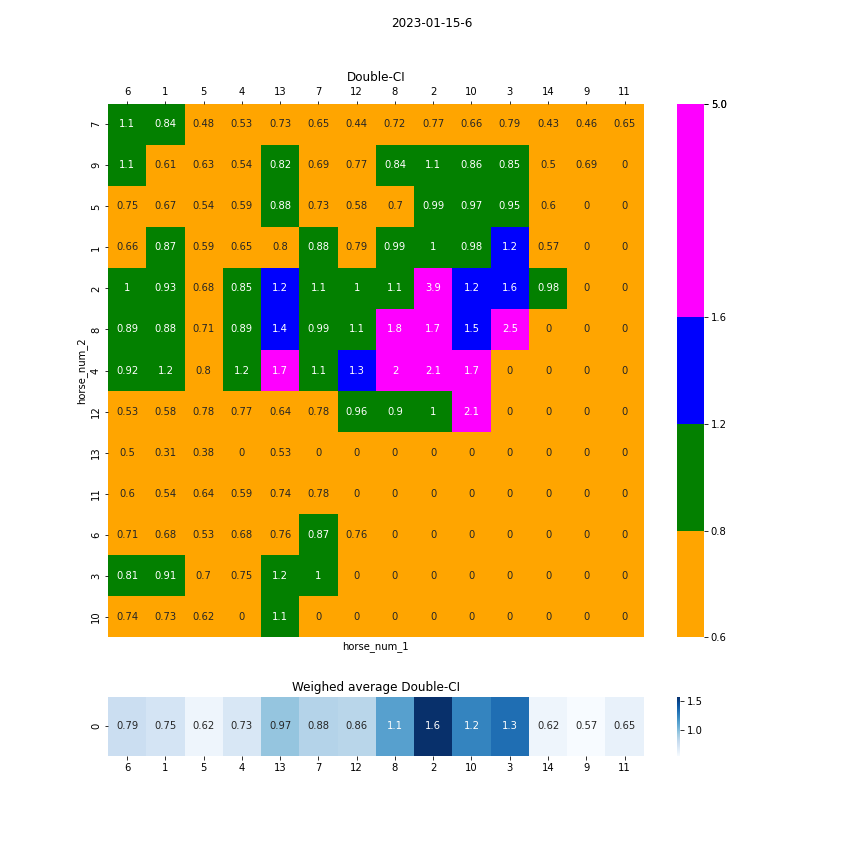 2023-01-15-6
Double-CI
6 1 5 4 13 7 12 8 2 10 3 14 9 11
7 1.1 0.84 0.48 0.53 0.73 0.65 0.44 0.72 0.77 0.66 0.79 0.43 0.46 0.65
9 1.1 0.61 0.63 0.54 0.82 0.69 0.77 0.84 1.1 0.86 0.85 0.5 0.69 0
5 0.75 0.67 0.54 0.59 0.88 0.73 0.58 0.7 0.99 0.97 0.95 0.6 0 0
1 0.66 0.87 0.59 0.65 0.8 0.88 0.79 0.99 1 0.98 1.2 0.57 0 0
2 1 0.93 0.68 0.85 1.2 1.1 1 1.1 3.9 1.2 1.6 0.98 0 0
8 0.89 0.88 0.71 0.89 1.4 0.99 1.1 1.8 1.7 1.5 2.5 0 0 0
4 0.92 1.2 0.8 1.2 1.7 1.1 1.3 2 2.1 1.7 0 0 0 0
12 0.53 0.58 0.78 0.77 0.64 0.78 0.96 0.9 1 2.1 0 0 0 0
13 0.5 0.31 0.38 0 0.53 0 0 0 0 0 0 0 0 0
11 0.6 0.54 0.64 0.59 0.74 0.78 0 0 0 0 0 0 0 0
6 0.71 0.68 0.53 0.68 0.76 0.87 0.76 0 0 0 0 0 0 0
3 0.81 0.91 0.7 0.75 1.2 1 0 0 0 0 0 0 0 0
10 0.74 0.73 0.62 0 1.1 0 0 0 0 0 0 0 0 0
horse_num_2
horse_num_1
5.0
1.6
1.2
0.8
0.6
Weighed average Double-CI
0 0.79 0.75 0.62 0.73 0.97 0.88 0.86 1.1 1.6 1.2 1.3 0.62 0.57 0.65
6 1 5 4 13 7 12 8 2 10 3 14 9 11
1.5
1.0